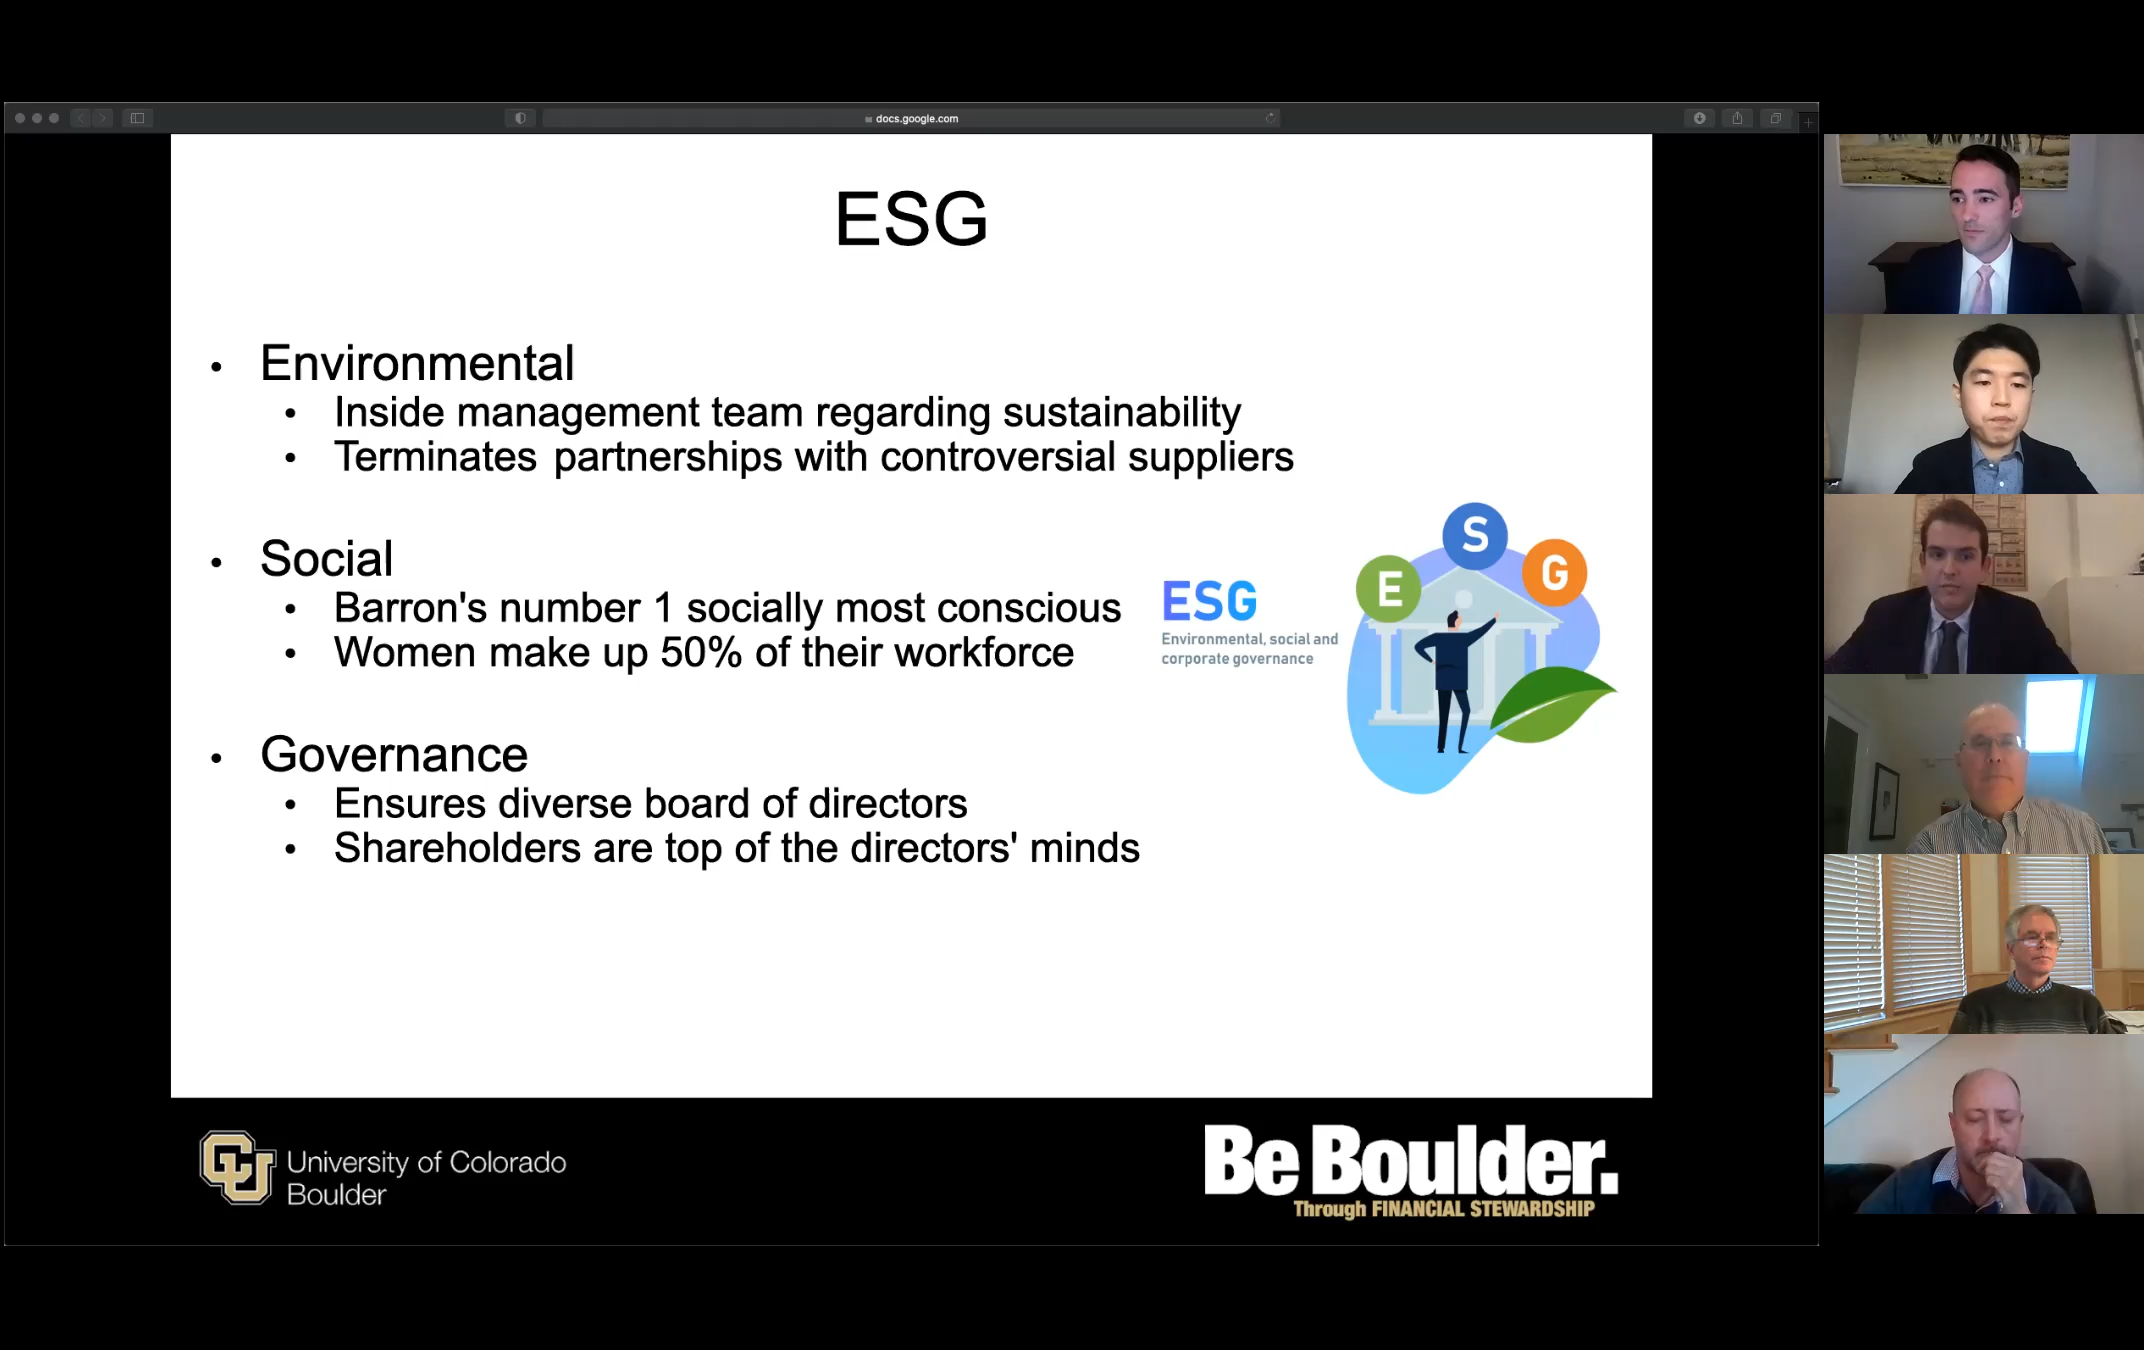 docs.google.com
ESG
• Environmental
• Inside management team regarding sustainability
• Terminates partnerships with controversial suppliers
• Social
• Barron's number 1 socially most conscious
• Women make up 50% of their workforce
• Governance
• Ensures diverse board of directors
• Shareholders are top of the directors' minds
ESG
Environmental, social and
corporate governance
E
S
G
CU
University of Colorado
Boulder
Be Boulder.
Through FINANCIAL STEWARDSHIP